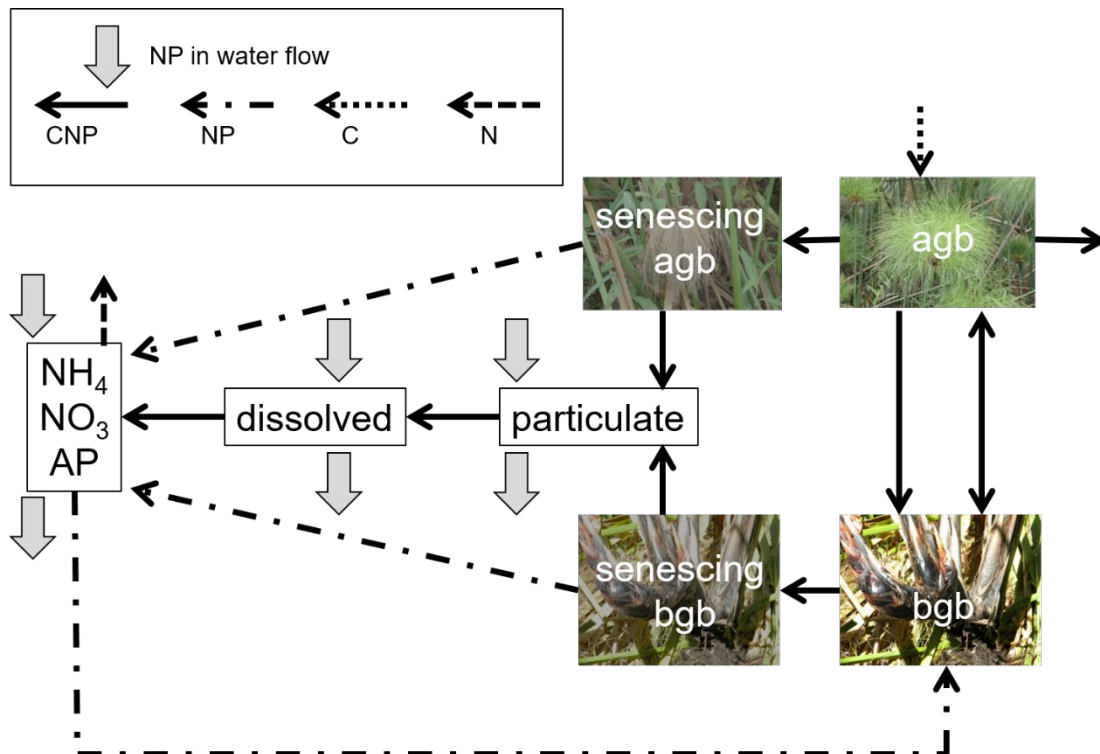 NP in water flow
CNP
NP
C
N
senescing
agb
agb
NH₄
NO₃
AP
dissolved
particulate
senescing
bgb
bgb